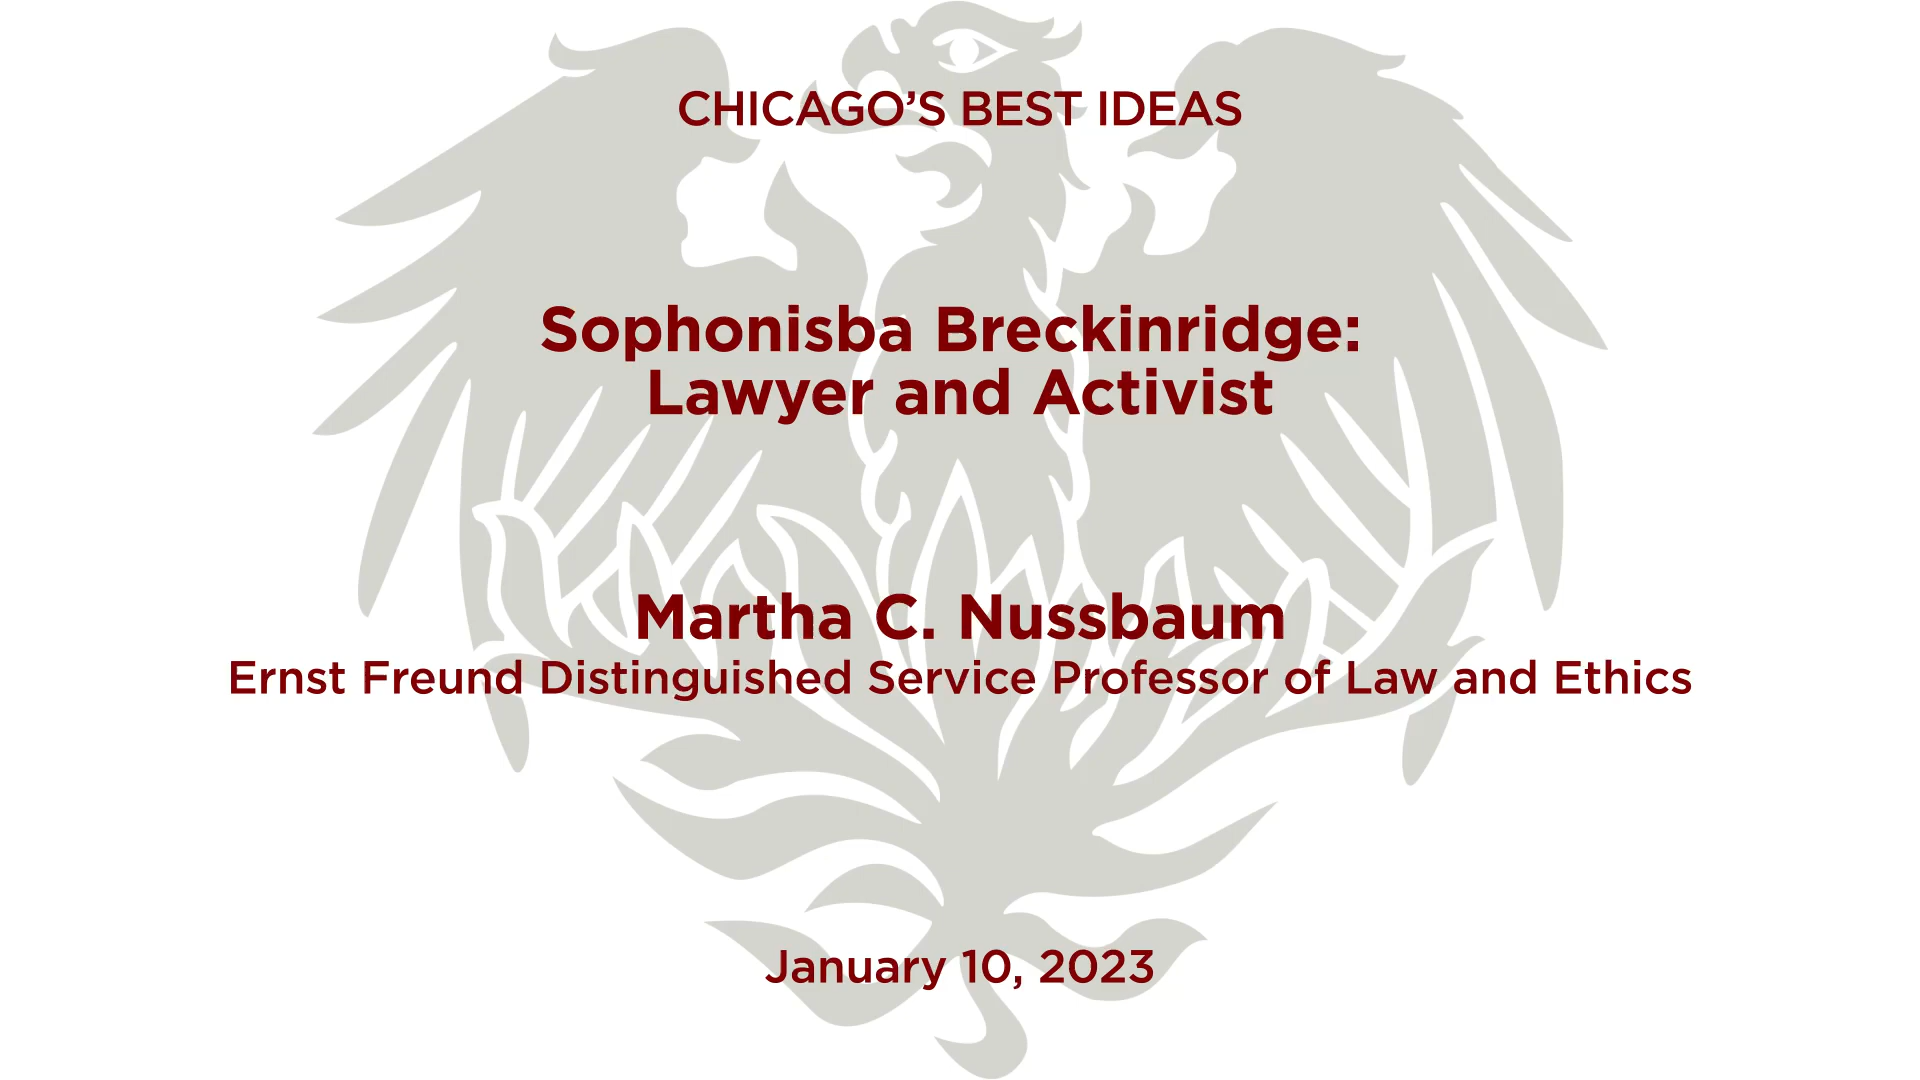 CHICAGO’S BEST IDEAS
Sophonisba Breckinridge:
Lawyer and Activist
Martha C. Nussbaum
Ernst Freund Distinguished Service Professor of Law and Ethics
January 10, 2023